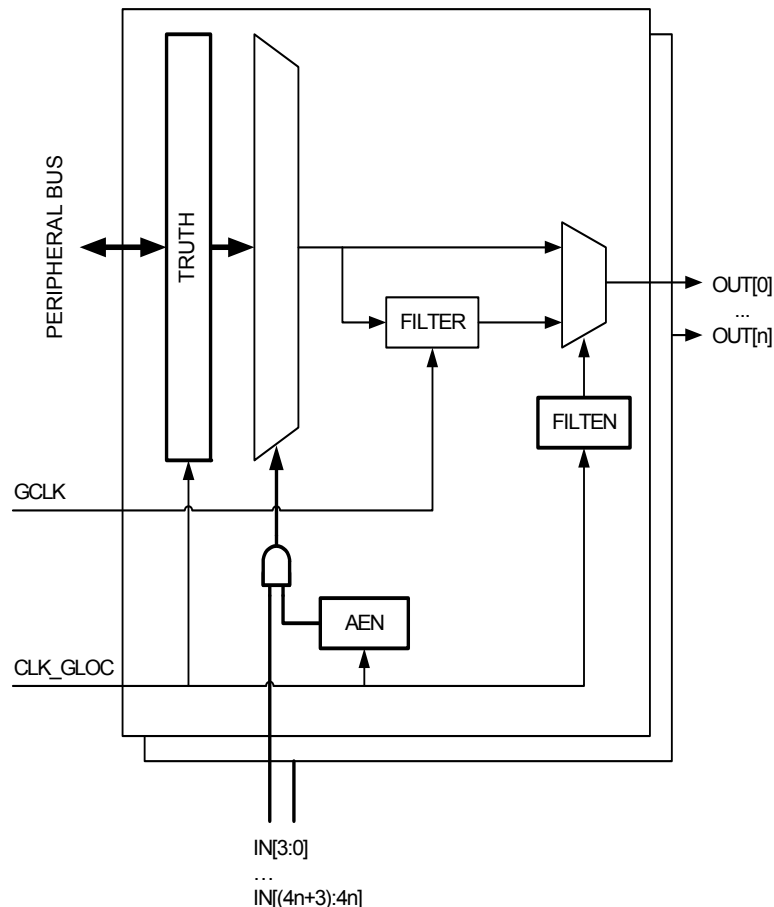 PERIPHERAL BUS
TRUTH
FILTER
OUT[0]
...
OUT[n]
FILTEN
GCLK
AEN
CLK_GLOC
IN[3:0]
...
IN[(4n+3):4n]